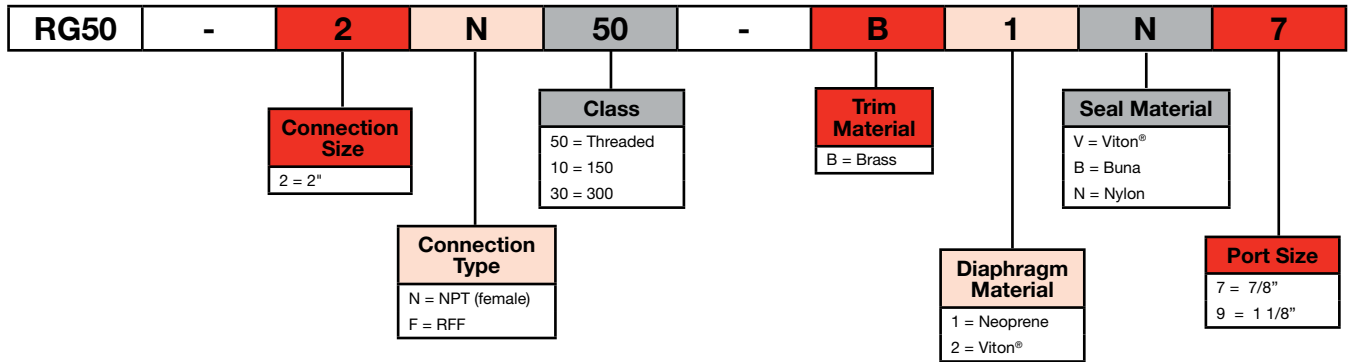 RG50 - 2 N 50 - B 1 N 7
Connection
Size
2 = 2"
Connection
Type
N = NPT (female)
F = RFF
Class
50 = Threaded
10 = 150
30 = 300
Trim
Material
B = Brass
Diaphragm
Material
1 = Neoprene
2 = Viton®
Seal Material
V = Viton®
B = Buna
N = Nylon
Port Size
7 = 7/8”
9 = 1 1/8”